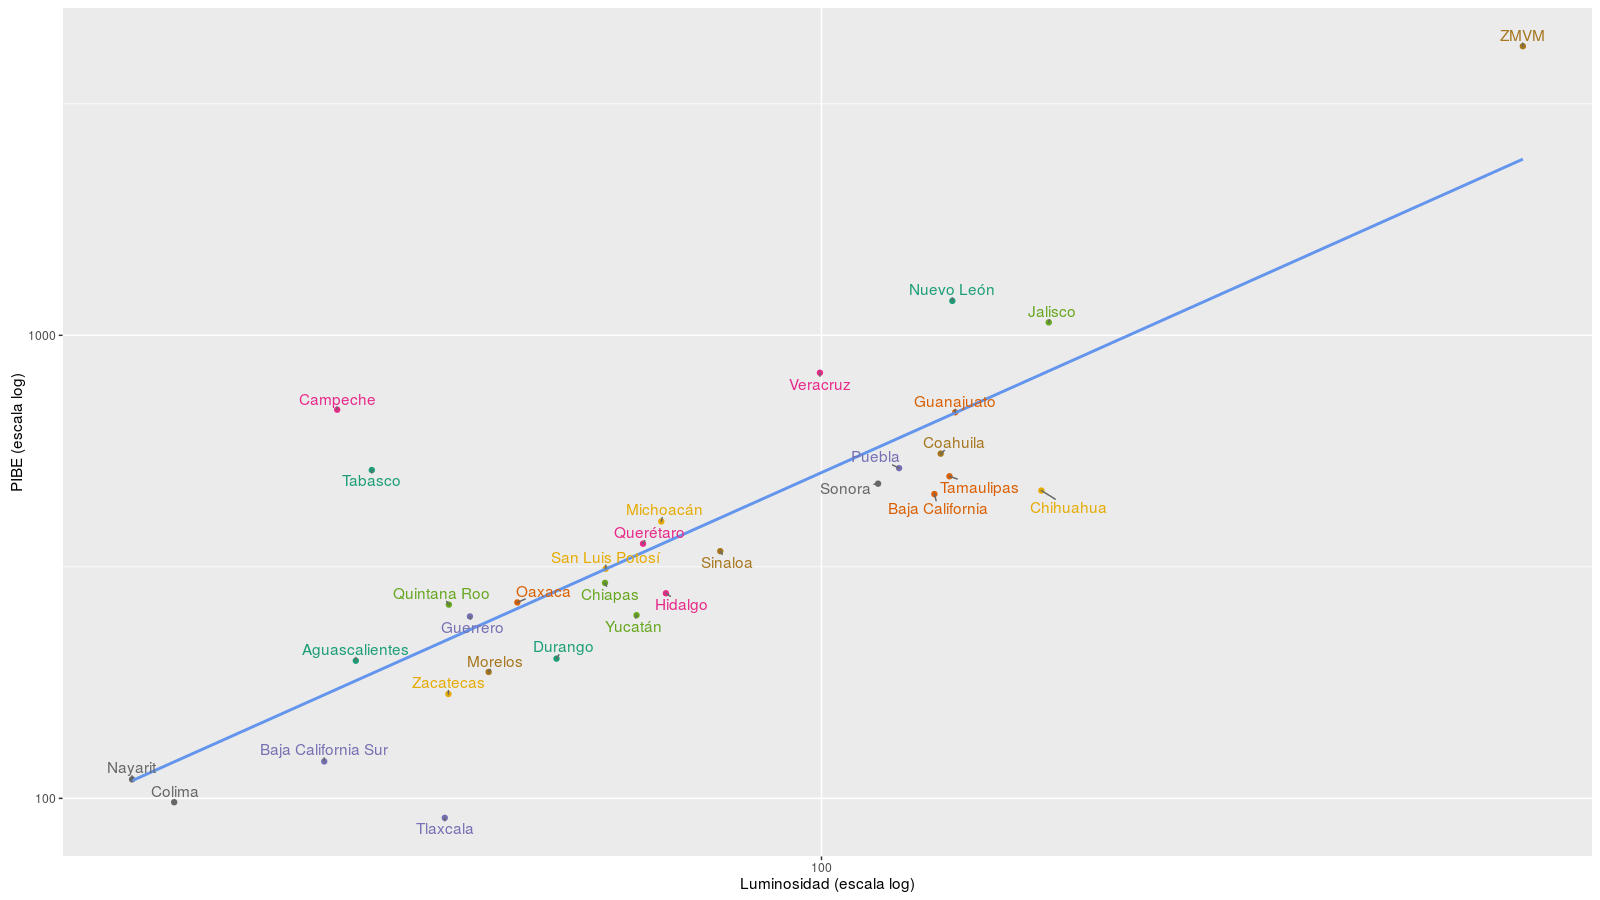 ZMVM
Nuevo León
Jalisco
1000
Veracruz
Campeche
Guanajuato
Coahuila
Puebla
Tabasco
Sonora
Tamaulipas
Baja California
Chihuahua
Michoacán
Querétaro
San Luis Potosí
Sinaloa
Quintana Roo
Oaxaca
Chiapas
Hidalgo
Guerrero
Yucatán
Aguascalientes
Durango
Morelos
Zacatecas
Baja California Sur
Nayarit
Colima
100
Tlaxcala
100
Luminosidad (escala log)
PIBE (escala log)